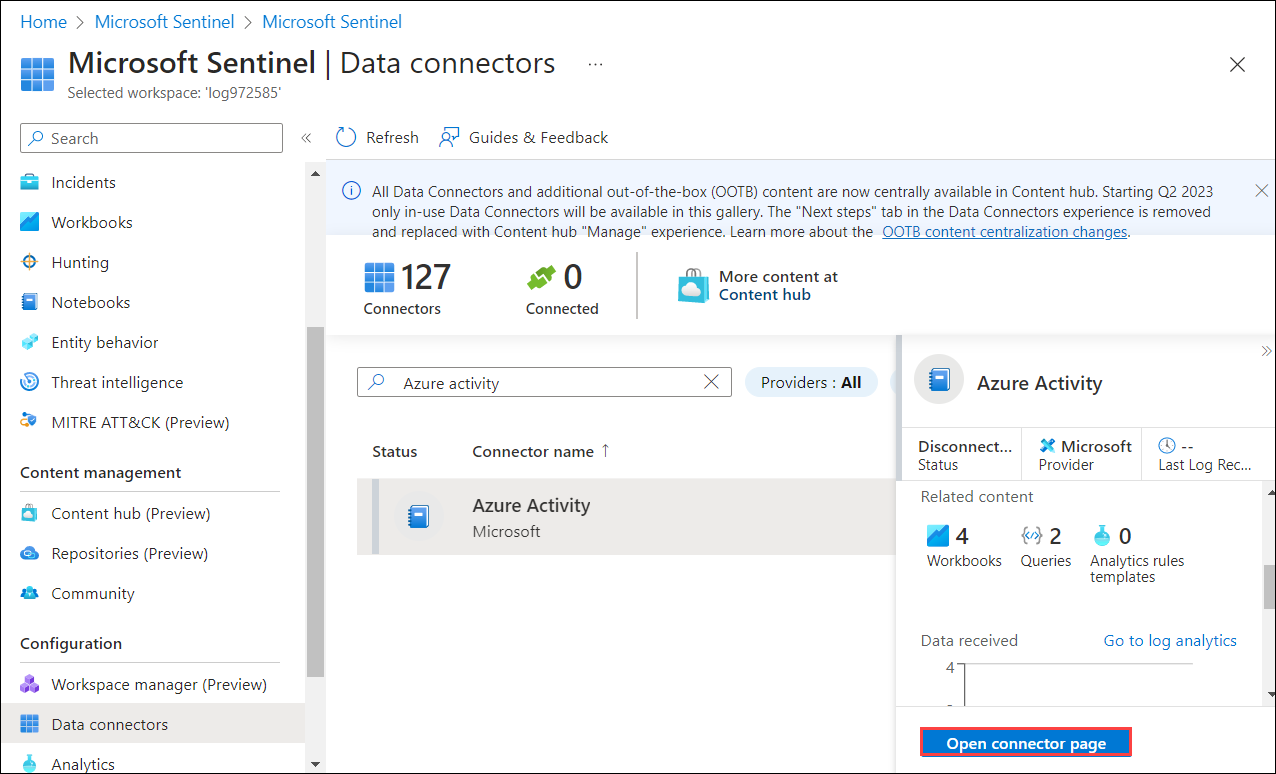 Home > Microsoft Sentinel > Microsoft Sentinel
Microsoft Sentinel | Data connectors ...
Selected workspace: 'log972585'
Search
«
Incidents
Workbooks
Hunting
Notebooks
Entity behavior
Threat intelligence
MITRE ATT&CK (Preview)
Content management
Content hub (Preview)
Repositories (Preview)
Community
Configuration
Workspace manager (Preview)
Data connectors
Analytics
Refresh
Guides & Feedback
All Data Connectors and additional out-of-the-box (OOTB) content are now centrally available in Content hub. Starting Q2 2023
only in-use Data Connectors will be available in this gallery. The "Next steps" tab in the Data Connectors experience is removed
and replaced with Content hub "Manage" experience. Learn more about the OOTB content centralization changes.
127
Connectors
0
Connected
More content at
Content hub
Azure activity
Providers : All
Status
Connector name ↑
Azure Activity
Microsoft
»
Azure Activity
Disconnect...
Status
Microsoft
Provider
--
Last Log Rec...
Related content
4
Workbooks
2
Queries
0
Analytics rules
templates
Data received
Go to log analytics
4
Open connector page